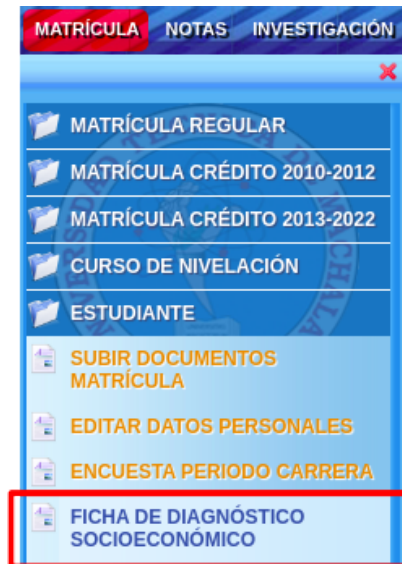 MATRÍCULA NOTAS INVESTIGACIÓN
MATRÍCULA REGULAR
MATRÍCULA CRÉDITO 2010-2012
MATRÍCULA CRÉDITO 2013-2022
CURSO DE NIVELACIÓN
ESTUDIANTE
SUBIR DOCUMENTOS
MATRÍCULA
EDITAR DATOS PERSONALES
ENCUESTA PERIODO CARRERA
FICHA DE DIAGNÓSTICO
SOCIOECONÓMICO